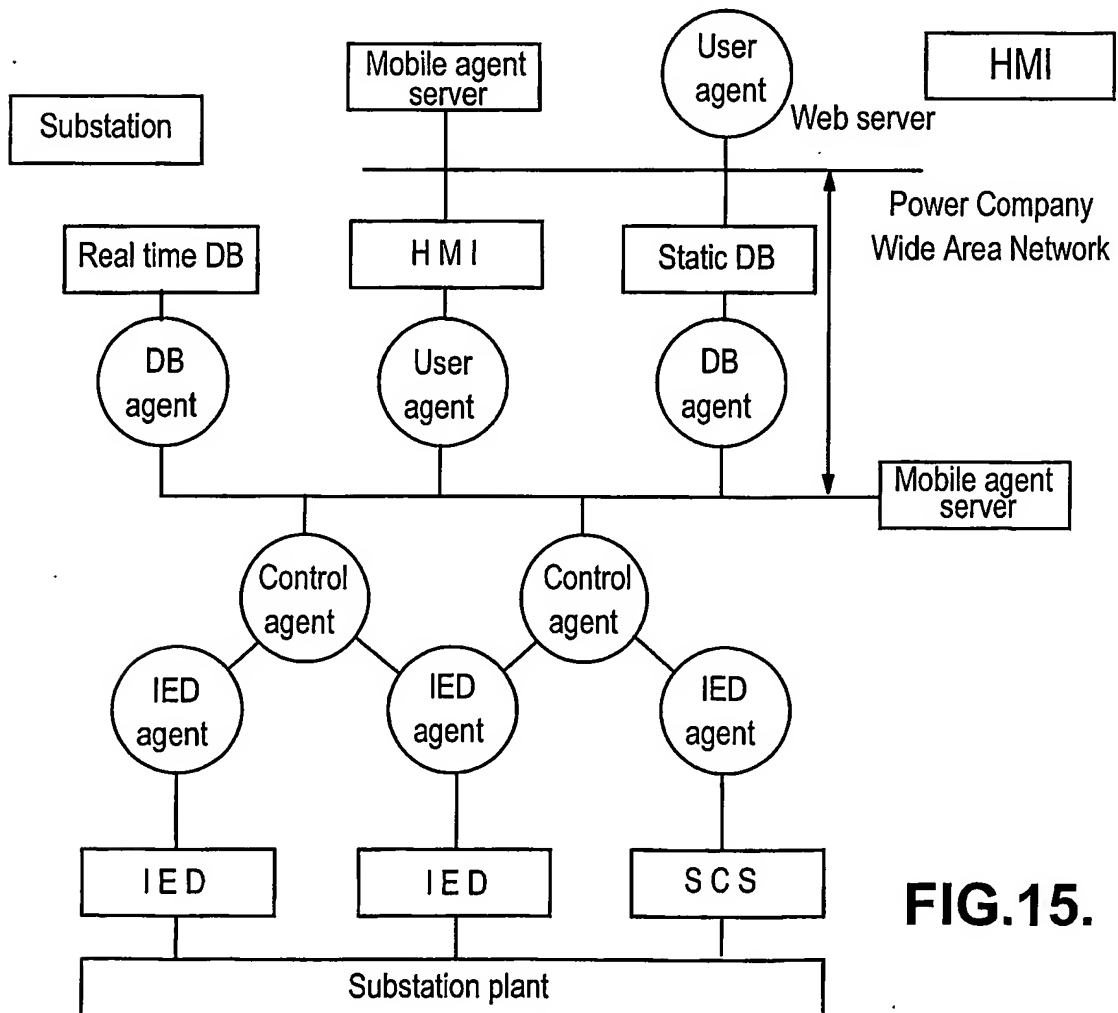 User
agent
HMI
Mobile agent
server
Web server
Substation
Power Company
Wide Area Network
Real time DB
H M I
Static DB
DB
agent
User
agent
DB
agent
Mobile agent
server
Control
agent
Control
agent
IED
agent
IED
agent
IED
agent
I E D
I E D
S C S
FIG.15.
Substation plant